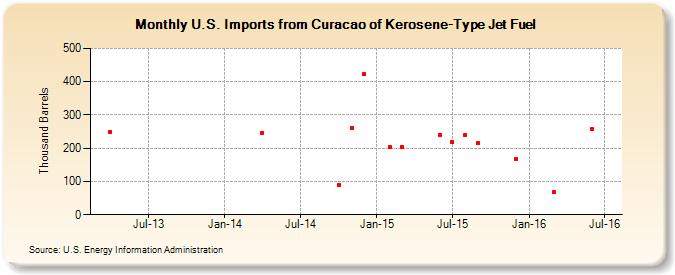 Monthly U.S. Imports from Curacao of Kerosene-Type Jet Fuel
Thousand Barrels
500
400
300
200
100
0
Jul-13 Jan-14 Jul-14 Jan-15 Jul-15 Jan-16 Jul-16
Source: U.S. Energy Information Administration